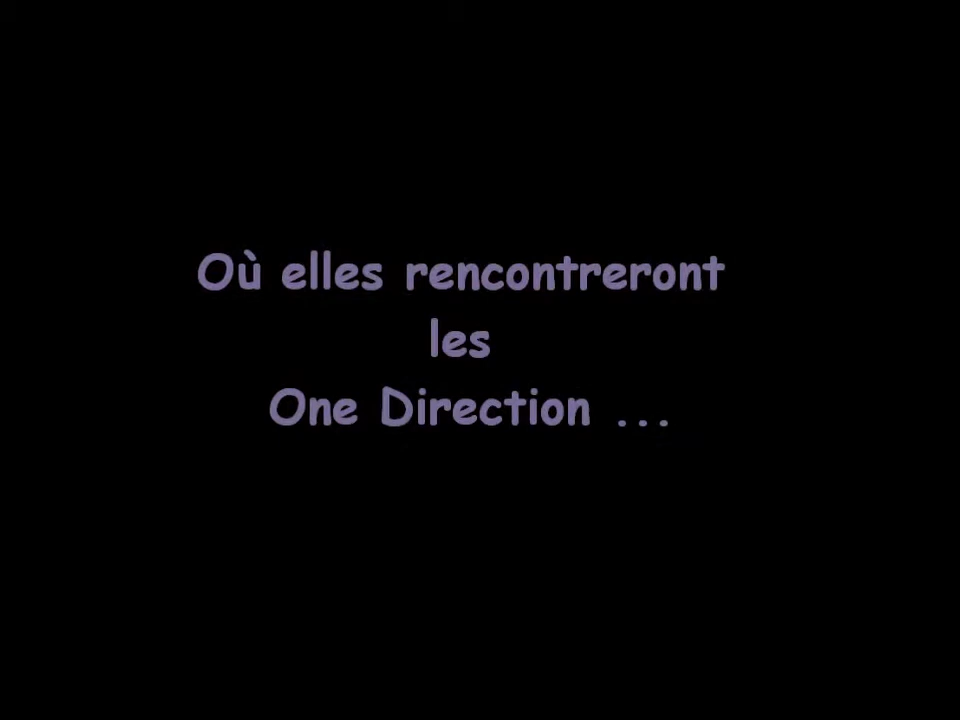 Où elles rencontreront
les
One Direction ...